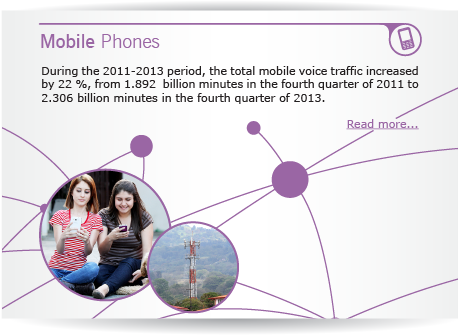 Mobile Phones
During the 2011-2013 period, the total mobile voice traffic increased
by 22 %, from 1.892 billion minutes in the fourth quarter of 2011 to
2.306 billion minutes in the fourth quarter of 2013.
Read more...